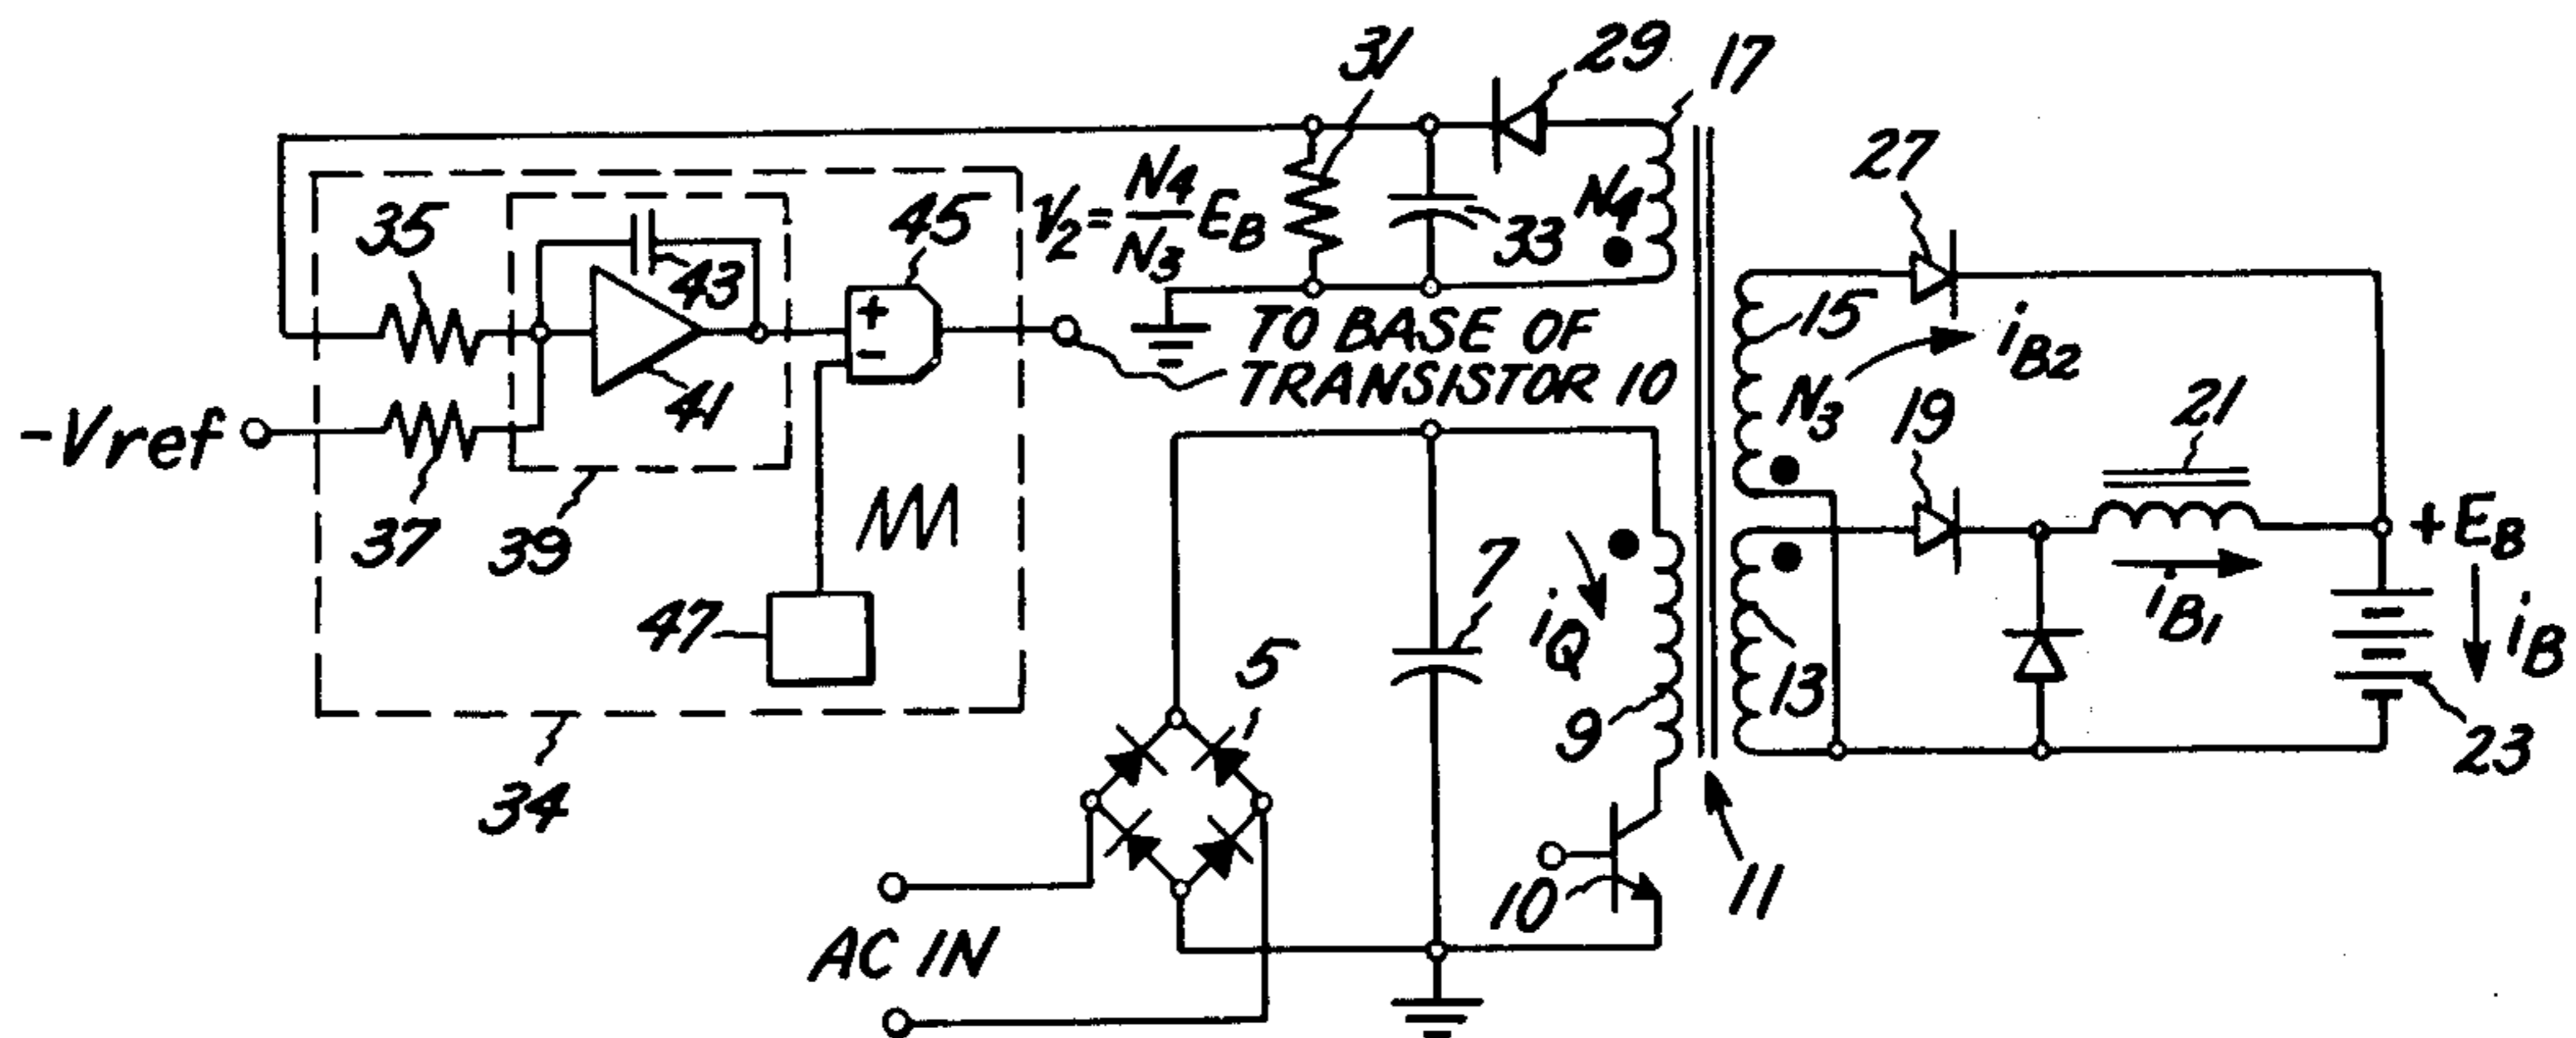 31
29
17
27
35
43
45
V2 = N4/N3 EB
33
N4
15
iB2
N3
19
21
41
TO BASE OF
TRANSISTOR 10
-Vref
37
39
+EB
iB1
iB
47
5
7
iQ
9
13
23
34
10
11
AC IN